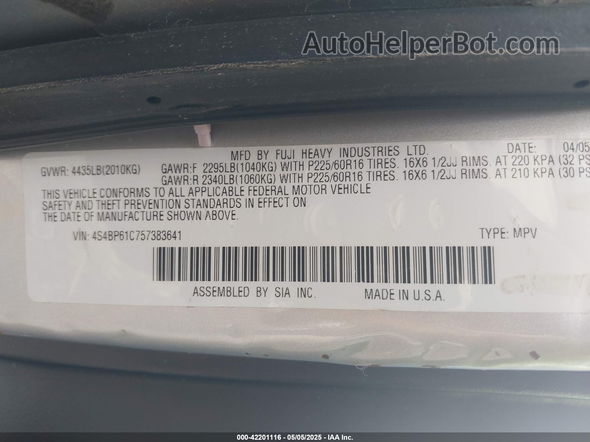 AutoHelperBot.com
MFD BY FUJI HEAVY INDUSTRIES LTD. DATE: 04/05
GVWR: 4435LB(2010KG) GAWR:F 2295LB(1040KG) WITH P225/60R16 TIRES. 16X6 1/2JJ RIMS. AT 220 KPA (32 PS
GAWR:R 2340LB(1060KG) WITH P225/60R16 TIRES. 16X6 1/2JJ RIMS. AT 210 KPA (30 PS
THIS VEHICLE CONFORMS TO ALL APPLICABLE FEDERAL MOTOR VEHICLE
SAFETY AND THEFT PREVENTION STANDARDS IN EFFECT ON
THE DATE OF MANUFACTURE SHOWN ABOVE.
VIN: 4S4BP61C757383641 TYPE: MPV
ASSEMBLED BY SIA INC. MADE IN U.S.A.
000-42201116 - 05/05/2025 - IAA Inc.